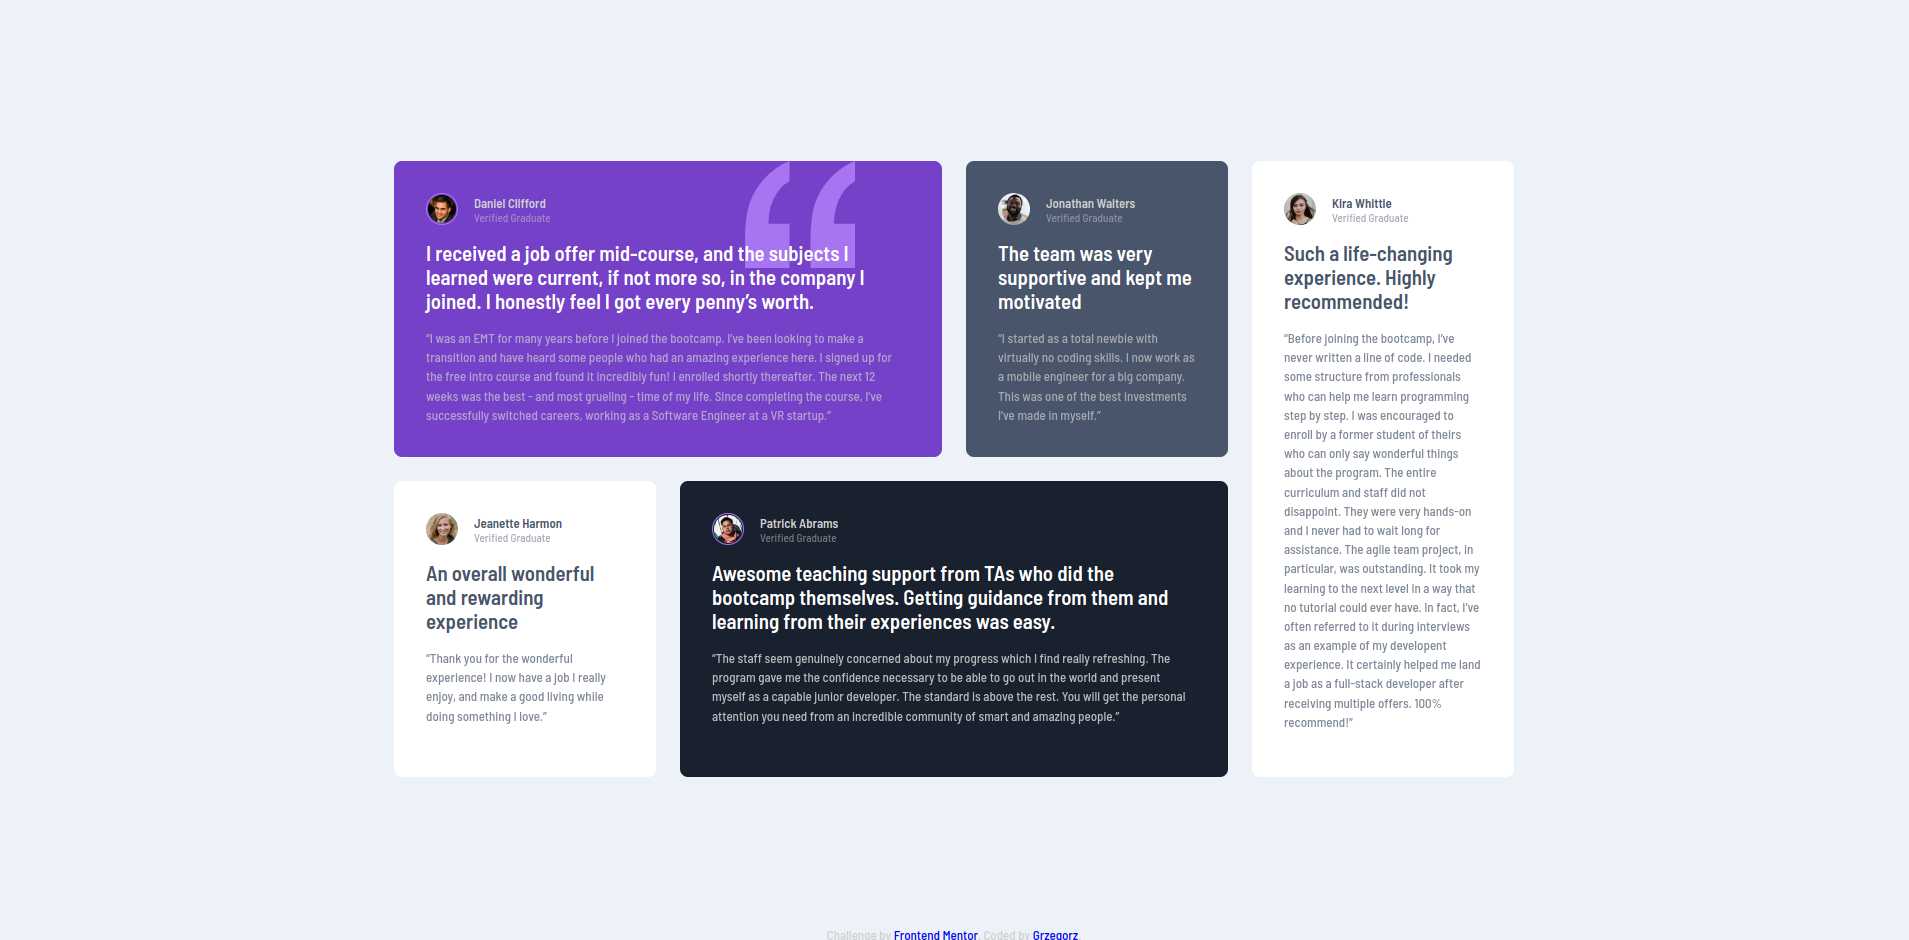 Daniel Clifford
Verified Graduate
I received a job offer mid-course, and the subjects I
learned were current, if not more so, in the company I
joined. I honestly feel I got every penny’s worth.
“I was an EMT for many years before I joined the bootcamp. I’ve been looking to make a
transition and have heard some people who had an amazing experience here. I signed up for
the free intro course and found it incredibly fun! I enrolled shortly thereafter. The next 12
weeks was the best - and most grueling - time of my life. Since completing the course, I’ve
successfully switched careers, working as a Software Engineer at a VR startup.”
Jonathan Walters
Verified Graduate
The team was very
supportive and kept me
motivated
“I started as a total newbie with
virtually no coding skills. I now work as
a mobile engineer for a big company.
This was one of the best investments
I’ve made in myself.”
Kira Whittle
Verified Graduate
Such a life-changing
experience. Highly
recommended!
“Before joining the bootcamp, I’ve
never written a line of code. I needed
some structure from professionals
who can help me learn programming
step by step. I was encouraged to
enroll by a former student of theirs
who can only say wonderful things
about the program. The entire
curriculum and staff did not
disappoint. They were very hands-on
and I never had to wait long for
assistance. The agile team project, in
particular, was outstanding. It took my
learning to the next level in a way that
no tutorial could ever have. In fact, I’ve
often referred to it during interviews
as an example of my developent
experience. It certainly helped me land
a job as a full-stack developer after
receiving multiple offers. 100%
recommend!”
Jeanette Harmon
Verified Graduate
An overall wonderful
and rewarding
experience
“Thank you for the wonderful
experience! I now have a job I really
enjoy, and make a good living while
doing something I love.”
Patrick Abrams
Verified Graduate
Awesome teaching support from TAs who did the
bootcamp themselves. Getting guidance from them and
learning from their experiences was easy.
“The staff seem genuinely concerned about my progress which I find really refreshing. The
program gave me the confidence necessary to be able to go out in the world and present
myself as a capable junior developer. The standard is above the rest. You will get the personal
attention you need from an incredible community of smart and amazing people.”
Challenge by Frontend Mentor. Coded by Grzegorz.